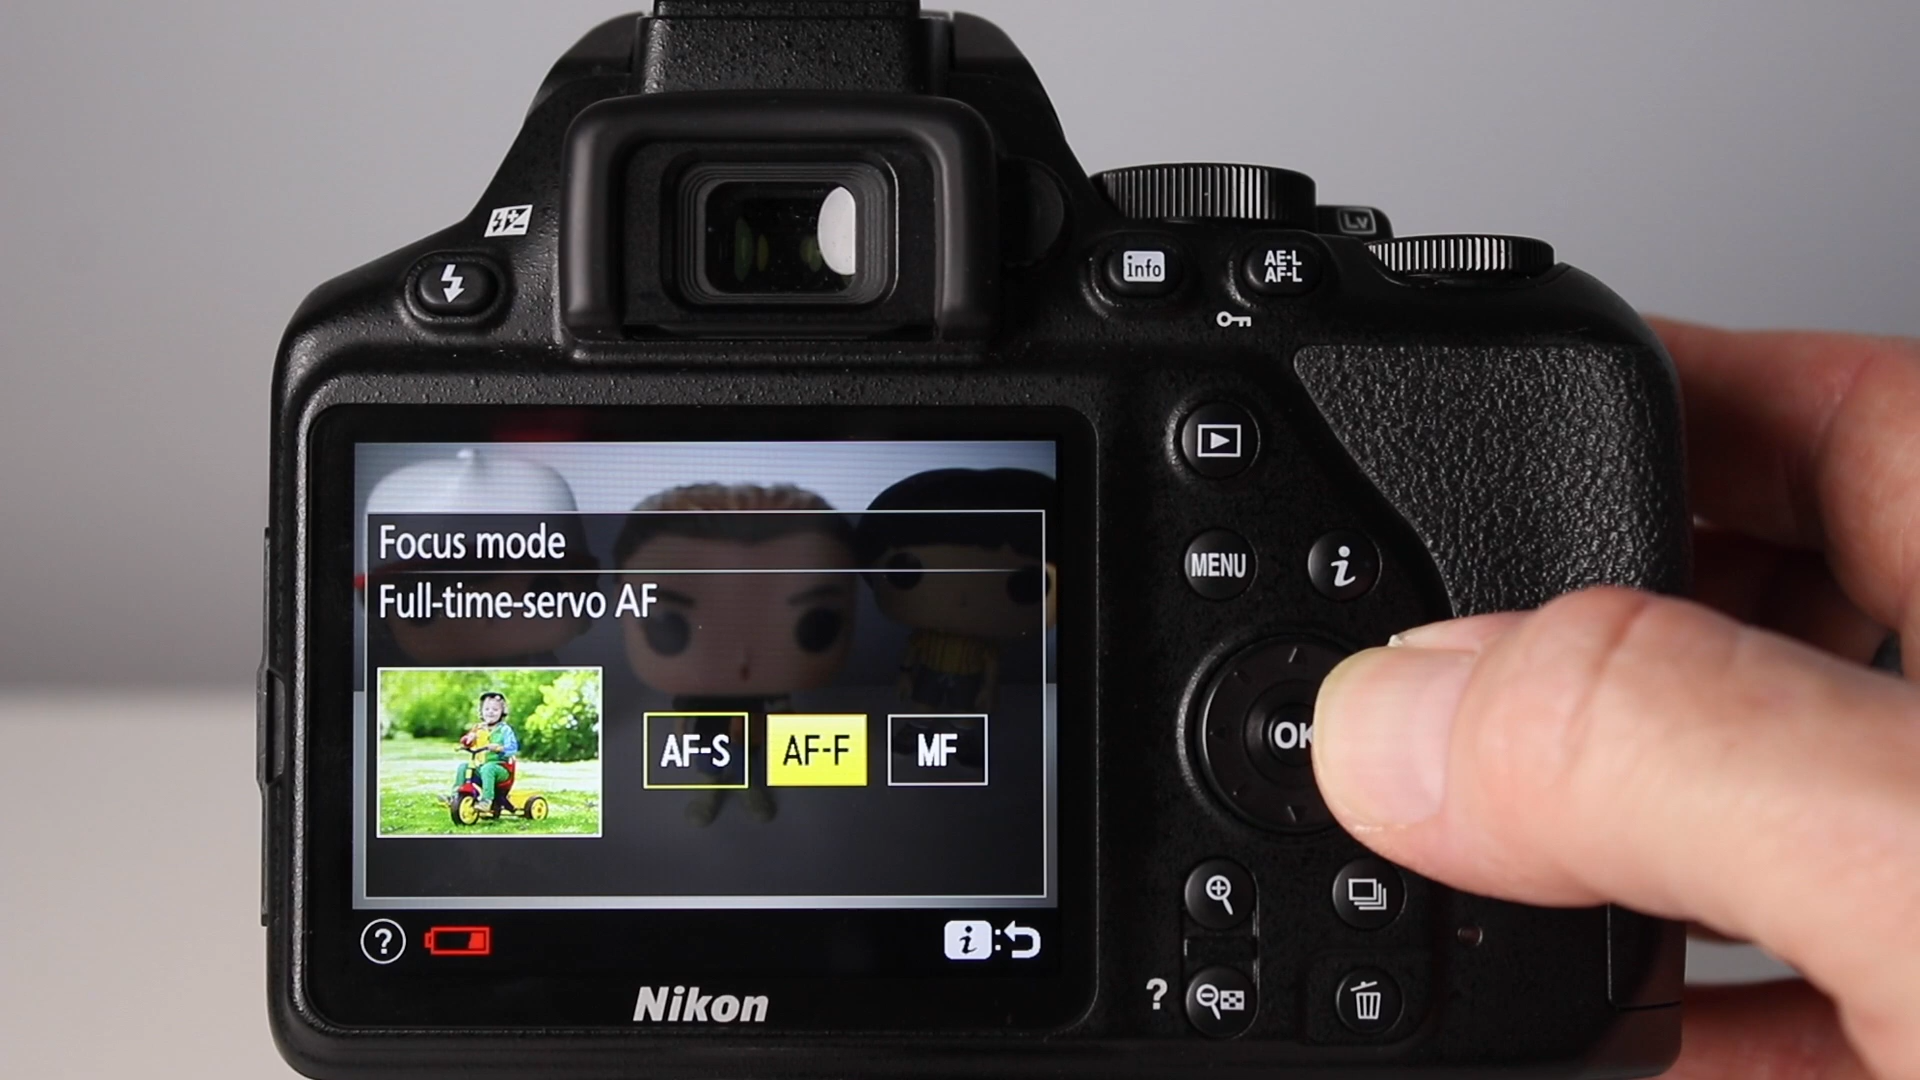 Lv
info
AE-L
AF-L
Focus mode
Full-time-servo AF
AF-S AF-F MF
MENU
i
OK
?
i
Nikon
?